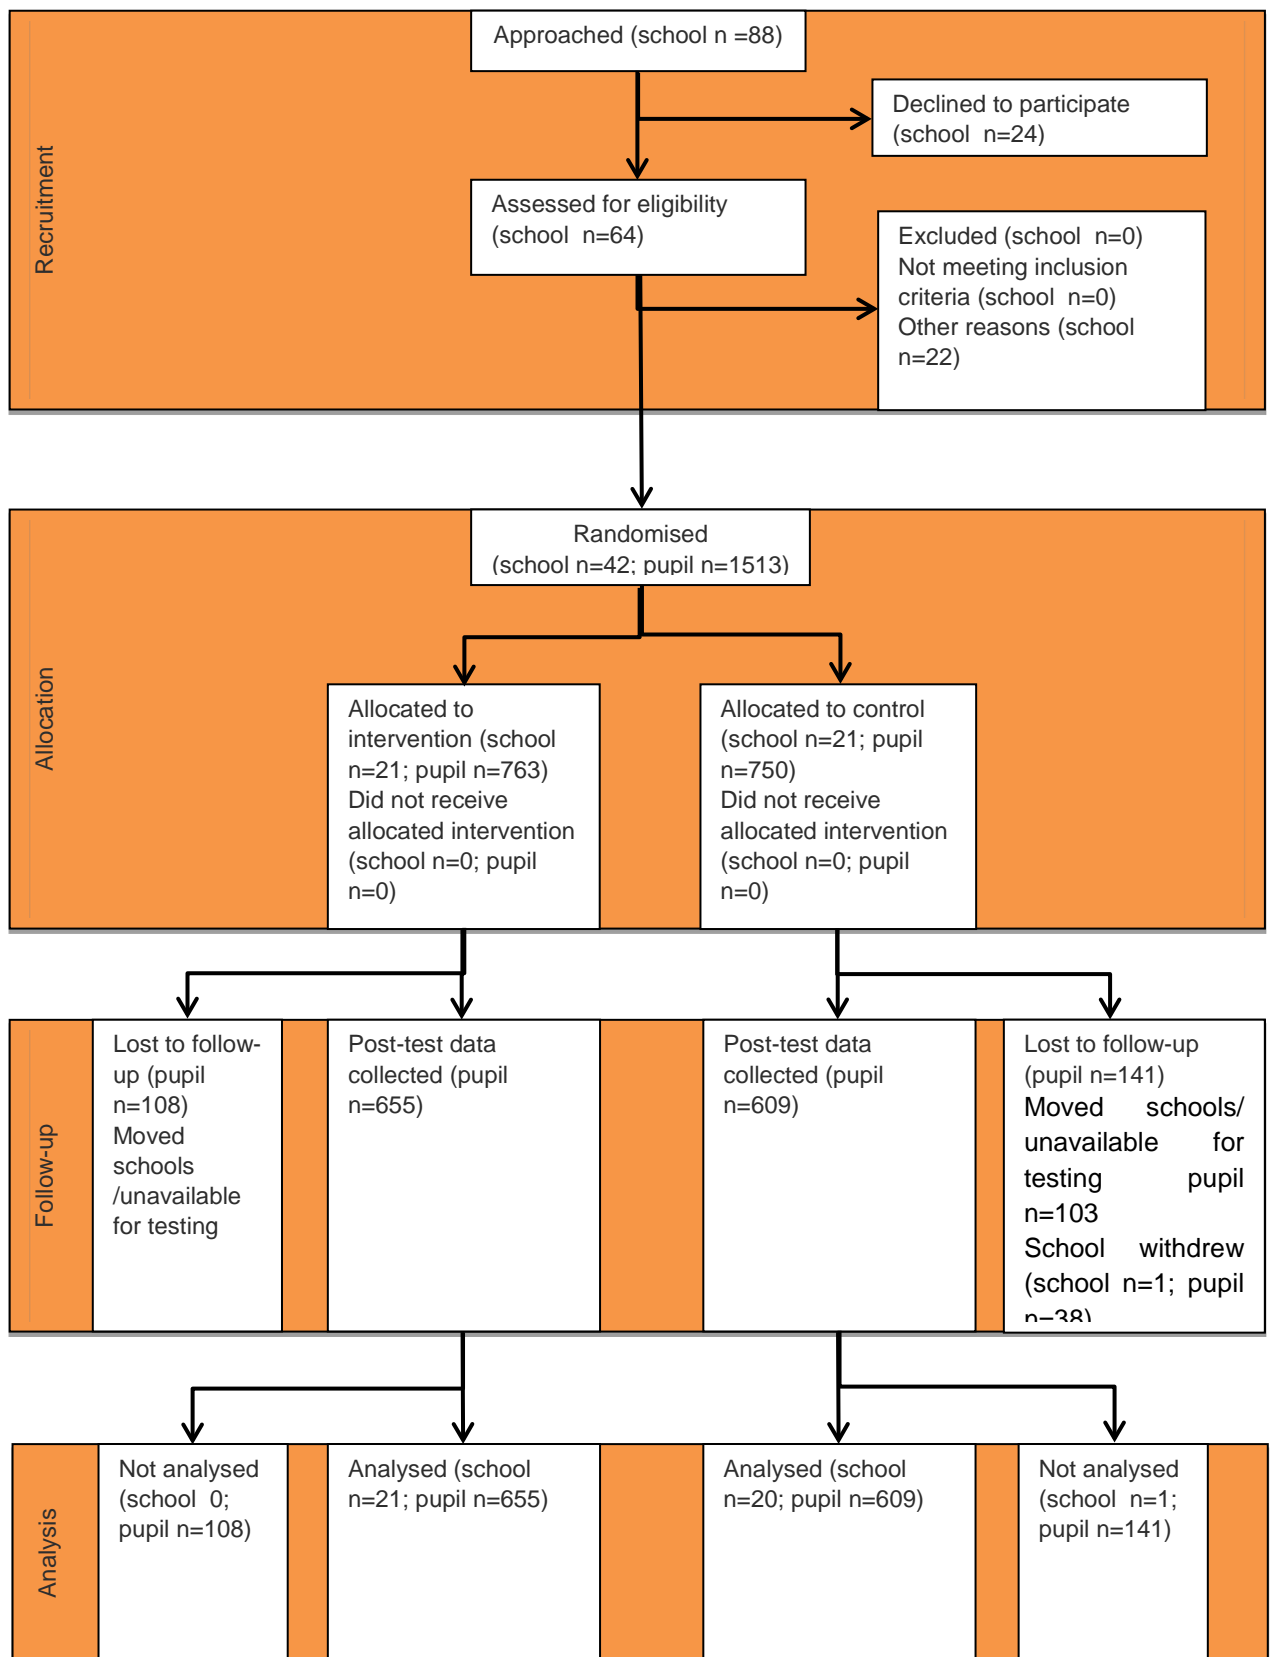 Recruitment
Approached (school n =88)
Declined to participate
(school  n=24)
Assessed for eligibility
(school  n=64)
Excluded (school  n=0)
Not meeting inclusion
criteria (school  n=0)
Other reasons (school
n=22)
Allocation
Randomised
(school n=42; pupil n=1513)
Allocated to
intervention (school
n=21; pupil n=763)
Did not receive
allocated intervention
(school n=0; pupil
n=0)
Allocated to control
(school n=21; pupil
n=750)
Did not receive
allocated intervention
(school n=0; pupil
n=0)
Follow-up
Lost to follow-
up (pupil
n=108)
Moved
schools
/unavailable
for testing
Post-test data
collected (pupil
n=655)
Post-test data
collected (pupil
n=609)
Lost to follow-up
(pupil n=141)
Moved schools/
unavailable for
testing pupil
n=103
School withdrew
(school n=1; pupil
n=38)
Analysis
Not analysed
(school  0;
pupil n=108)
Analysed (school
n=21; pupil n=655)
Analysed (school
n=20; pupil n=609)
Not analysed
(school n=1;
pupil n=141)